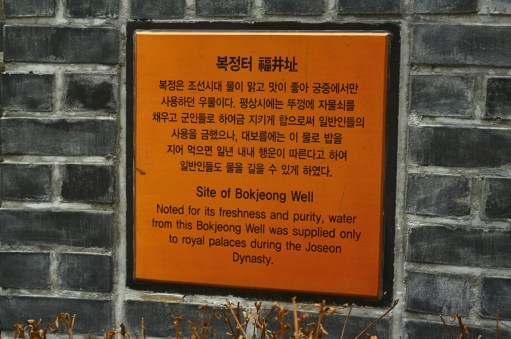 복정터 福井址
복정은 조선시대 물이 맑고 맛이 좋아 궁중에서만
사용하던 우물이다. 평상시에는 뚜껑에 자물쇠를
채우고 군인들로 하여금 지키게 함으로써 일반인들의
사용을 금했으나, 대보름에는 이 물로 밥을
지어 먹으면 일년 내내 행운이 따른다고 하여
일반인들도 물을 길을 수 있게 하였다.
Site of Bokjeong Well
Noted for its freshness and purity, water
from this Bokjeong Well was supplied only
to royal palaces during the Joseon
Dynasty.